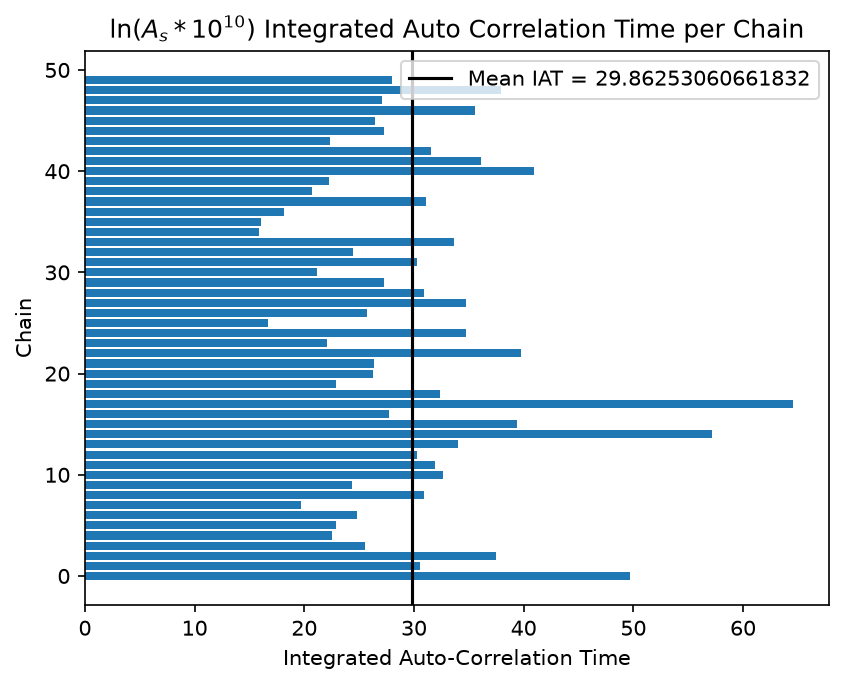 ln(A_s * 10^10) Integrated Auto Correlation Time per Chain
Mean IAT = 29.86253060661832
50
40
30
20
10
0
Chain
0 10 20 30 40 50 60
Integrated Auto-Correlation Time